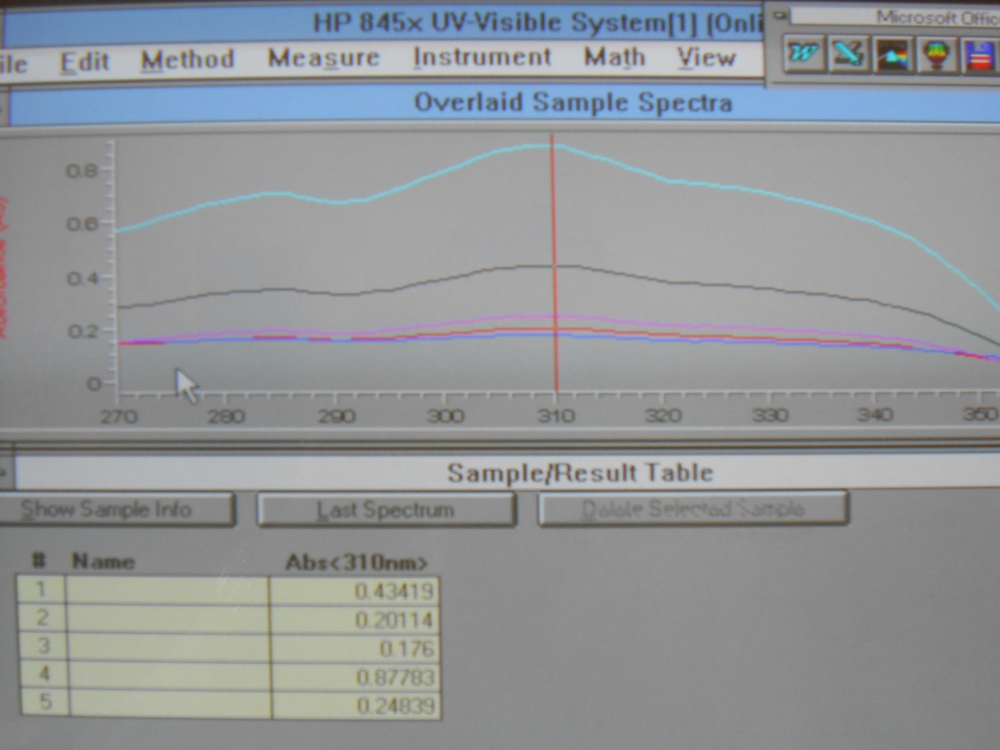 HP 845x UV-Visible System[1] (Onli
Microsoft Offic
ile Edit Method Measure Instrument Math View
Overlaid Sample Spectra
0.8
0.6
0.4
0.2
0
270 280 290 300 310 320 330 340 350
Sample/Result Table
Show Sample Info Last Spectrum Delete Selected Sample
# Name Abs<310nm>
1 0.43419
2 0.20114
3 0.176
4 0.87783
5 0.24839